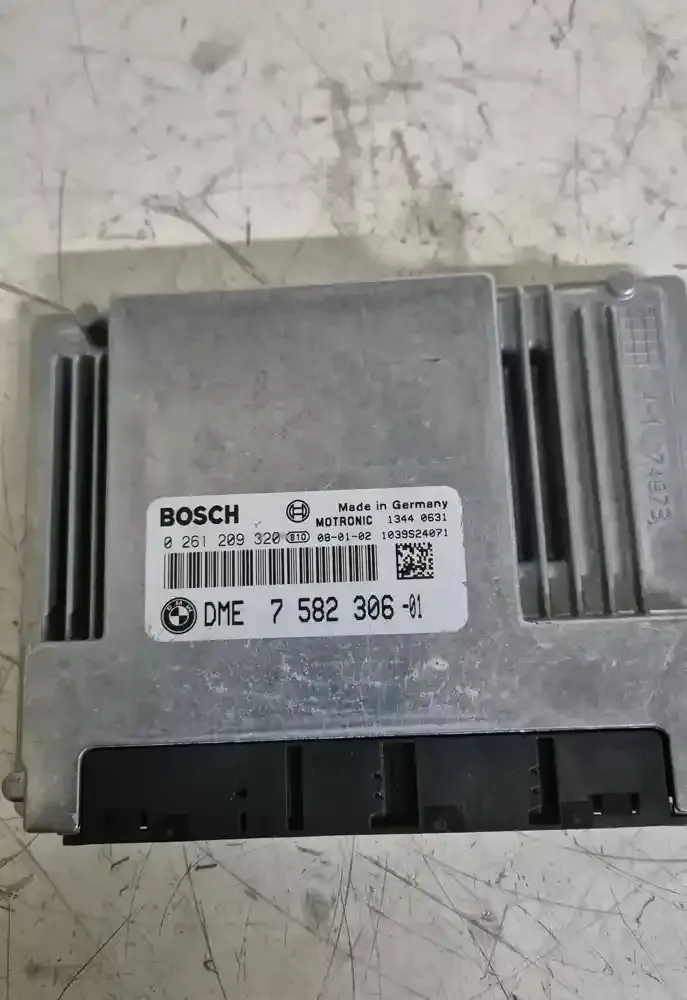 BOSCH Made in Germany
MOTRONIC 1344 0631
0 261 209 320 810 08-01-02 1039S24071
DME 7 582 306-01